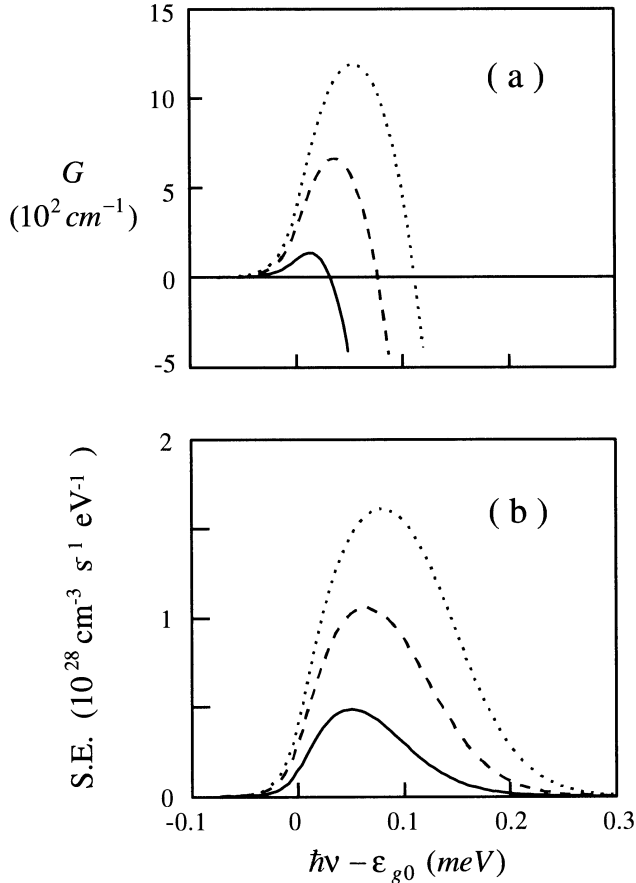 15
( a )
10
G
5
(10² cm⁻¹)
0
-5
2
( b )
S.E. (10²⁸ cm⁻³ s⁻¹ eV⁻¹)
1
0
-0.1 0 0.1 0.2 0.3
ℏν − ε_g0 (meV)